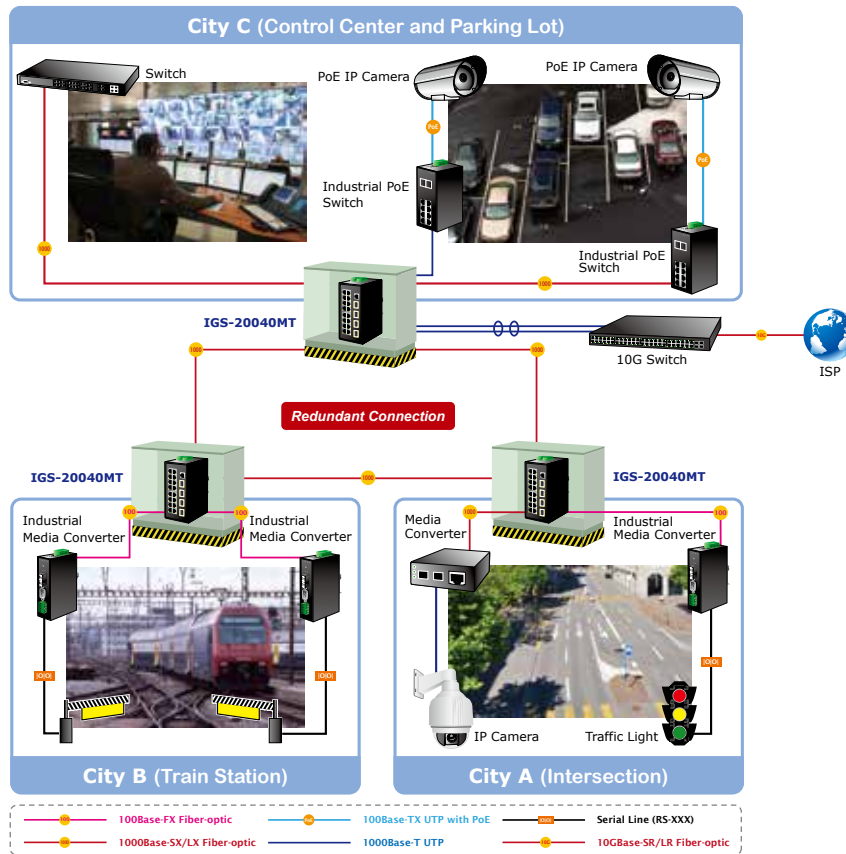 City C (Control Center and Parking Lot)
Switch
PoE IP Camera
PoE IP Camera
PoE
PoE
Industrial PoE
Switch
Industrial PoE
Switch
1000
1000
IGS-20040MT
10G Switch
10G
ISP
1000
1000
Redundant Connection
IGS-20040MT
1000
IGS-20040MT
Industrial
Media Converter
100
100
Industrial
Media Converter
Media
Converter
1000
Industrial
Media Converter
100
|O|O|
|O|O|
|O|O|
IP Camera
Traffic Light
City B (Train Station)
City A (Intersection)
100 100Base-FX Fiber-optic
PoE 100Base-TX UTP with PoE
|O|O| Serial Line (RS-XXX)
1000 1000Base-SX/LX Fiber-optic
1000Base-T UTP
10G 10GBase-SR/LR Fiber-optic